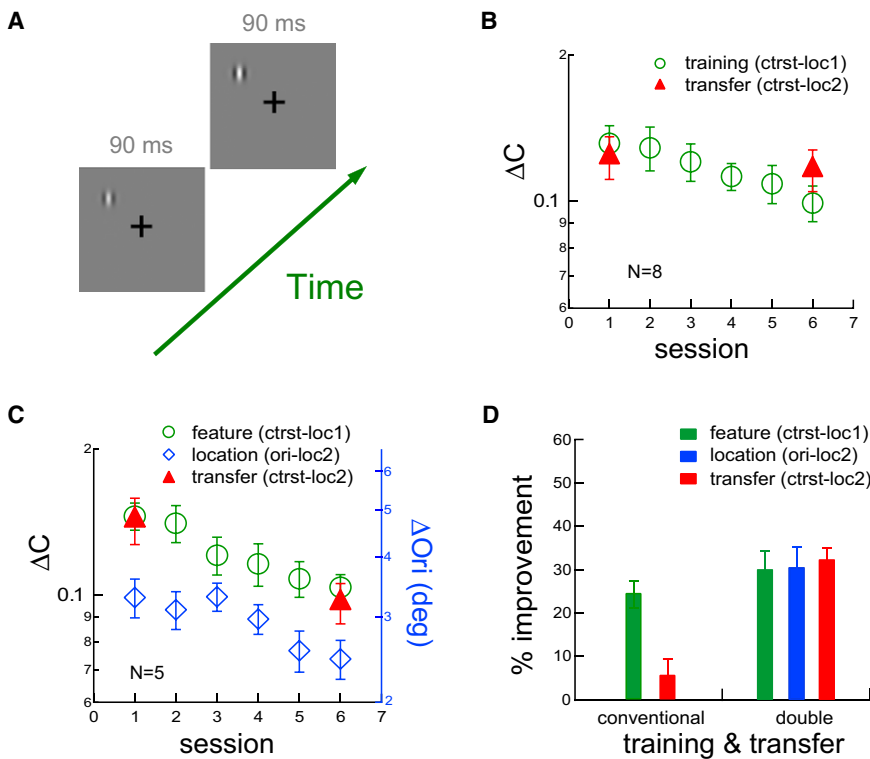 A
90 ms
90 ms
Time
B
training (ctrst-loc1)
transfer (ctrst-loc2)
ΔC
2
0.1
9
8
7
6
N=8
0 1 2 3 4 5 6 7
session
C
feature (ctrst-loc1)
location (ori-loc2)
transfer (ctrst-loc2)
ΔC
2
0.1
9
8
7
6
N=5
0 1 2 3 4 5 6 7
session
6
5
4
3
2
ΔOri (deg)
D
feature (ctrst-loc1)
location (ori-loc2)
transfer (ctrst-loc2)
% improvement
60
50
40
30
20
10
0
conventional double
training & transfer